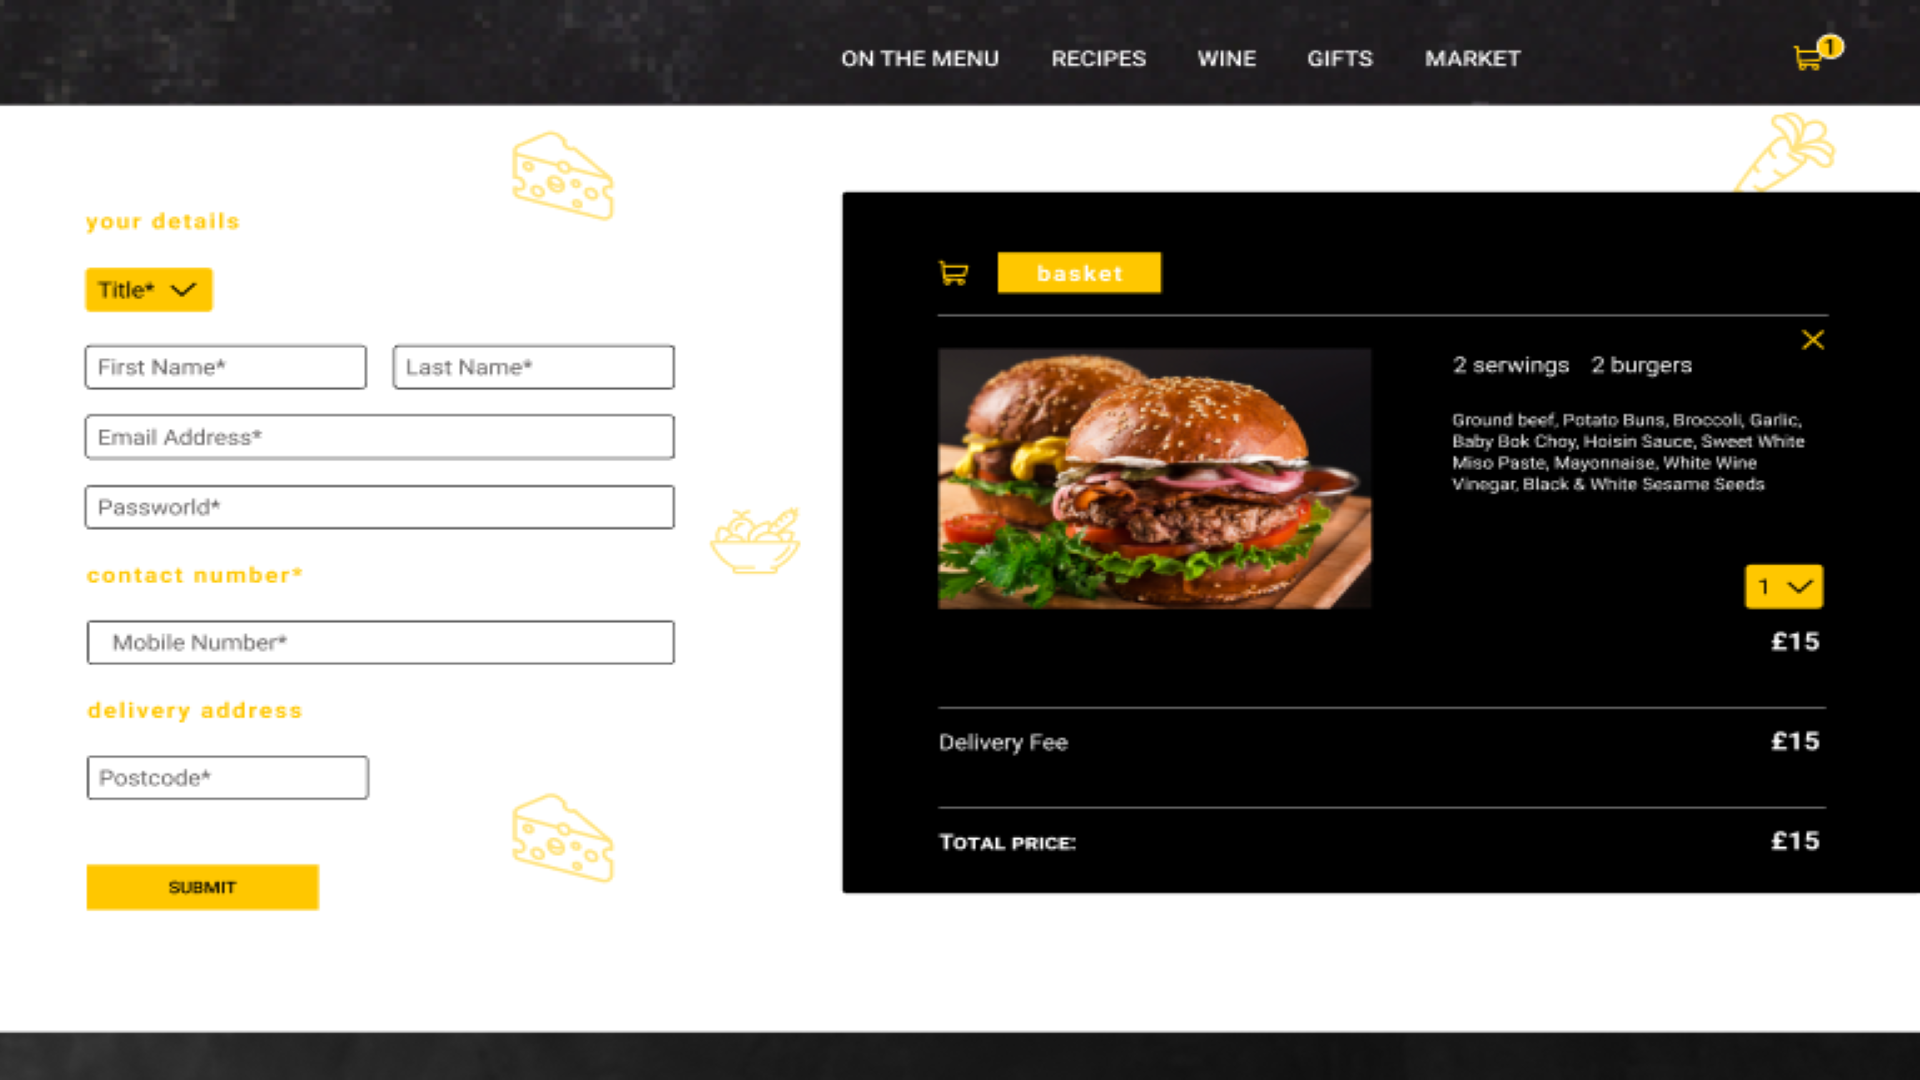 ON THE MENU RECIPES WINE GIFTS MARKET 1
your details
Title*
First Name* Last Name*
Email Address*
Passworld*
contact number*
Mobile Number*
delivery address
Postcode*
SUBMIT
basket
2 serwings 2 burgers
Ground beef, Potato Buns, Broccoli, Garlic,
Baby Bok Choy, Hoisin Sauce, Sweet White
Miso Paste, Mayonnaise, White Wine
Vinegar, Black & White Sesame Seeds
1
£15
Delivery Fee £15
TOTAL PRICE: £15